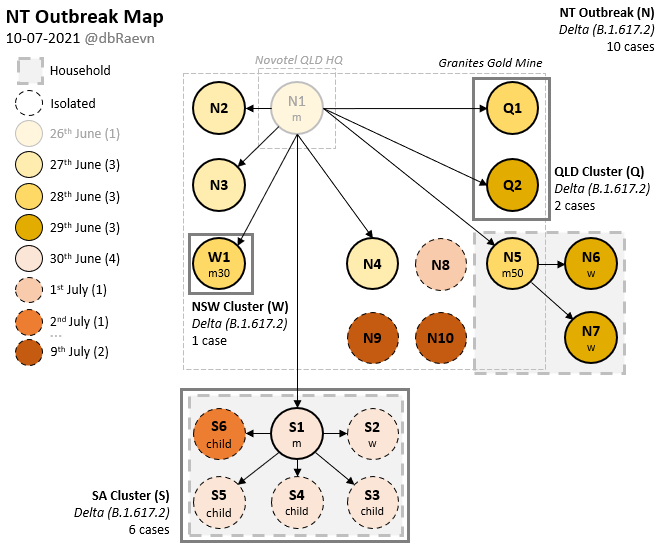 NT Outbreak Map
10-07-2021 @dbRaevn
Household
Isolated
26th June (1)
27th June (3)
28th June (3)
29th June (3)
30th June (4)
1st July (1)
2nd July (1)
...
9th July (2)
NT Outbreak (N)
Delta (B.1.617.2)
10 cases
Novotel QLD HQ
Granites Gold Mine
N2
N1
m
Q1
N3
Q2
QLD Cluster (Q)
Delta (B.1.617.2)
2 cases
W1
m30
N4
N8
N5
m50
N6
w
NSW Cluster (W)
Delta (B.1.617.2)
1 case
N9
N10
N7
w
S6
child
S1
m
S2
w
S5
child
S4
child
S3
child
SA Cluster (S)
Delta (B.1.617.2)
6 cases